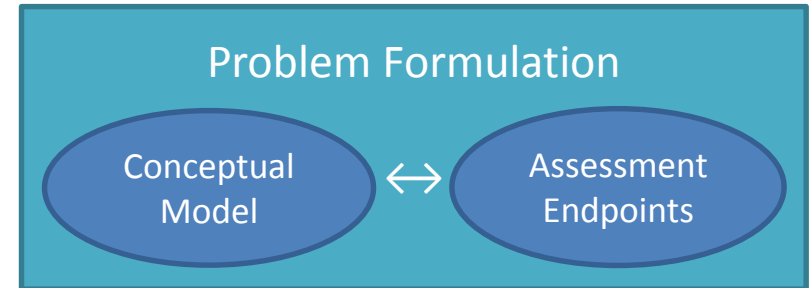 Problem Formulation
Conceptual
Model
↔
Assessment
Endpoints